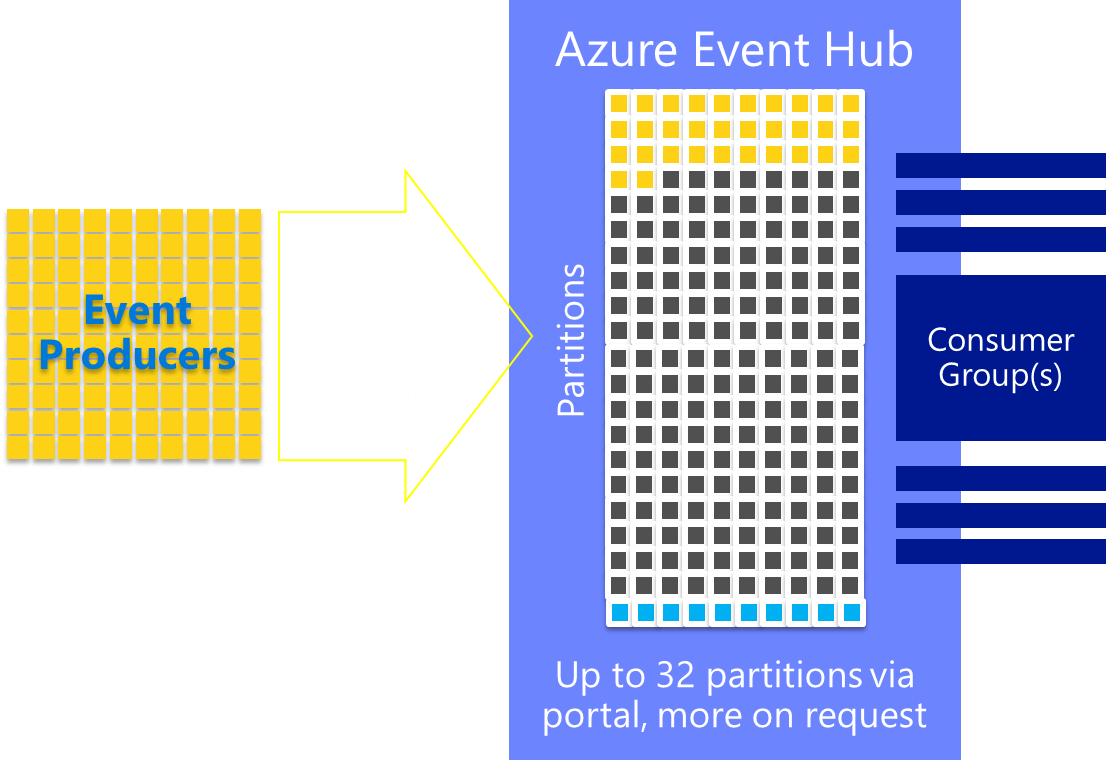 Azure Event Hub
Event
Producers
Partitions
Consumer
Group(s)
Up to 32 partitions via
portal, more on request